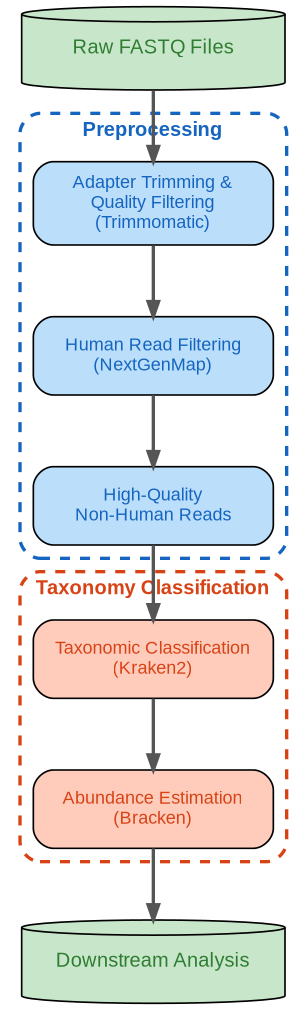 Raw FASTQ Files
Preprocessing
Adapter Trimming &
Quality Filtering
(Trimmomatic)
Human Read Filtering
(NextGenMap)
High-Quality
Non-Human Reads
Taxonomy Classification
Taxonomic Classification
(Kraken2)
Abundance Estimation
(Bracken)
Downstream Analysis